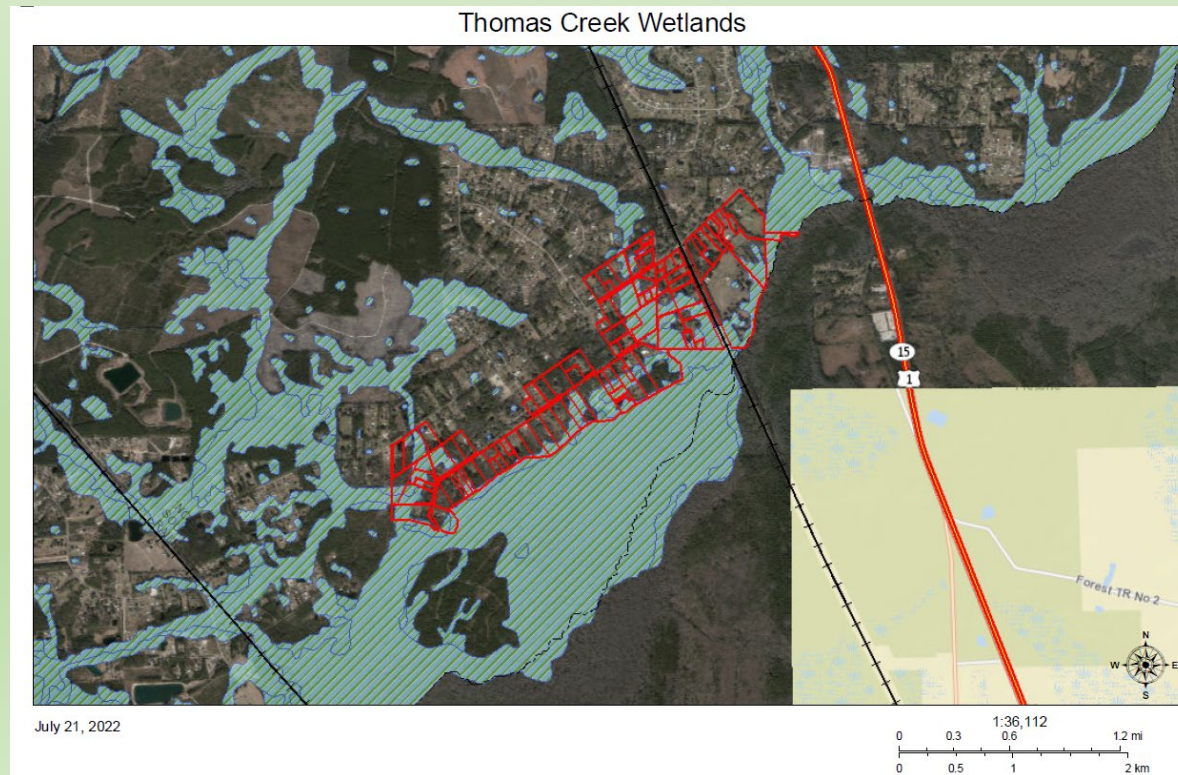 Thomas Creek Wetlands
15
1
Forest TR No 2
N
W
E
S
July 21, 2022
1:36,112
0 0.3 0.6 1.2 mi
0 0.5 1 2 km